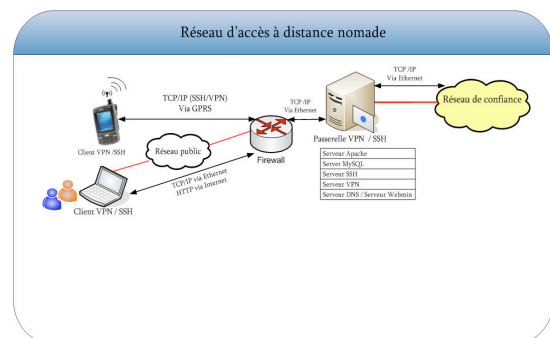 Réseau d'accès à distance nomade
TCP/IP (SSH/VPN)
Via GPRS
TCP /IP
Via Ethernet
TCP /IP
Via Ethernet
Réseau de confiance
Client VPN /SSH
Réseau public
Firewall
Passerelle VPN / SSH
TCP/IP via Ethernet
HTTP via Internet
Client VPN / SSH
Serveur Apache
Server MySQL
Serveur SSH
Serveur VPN
Serveur DNS / Serveur Webmin